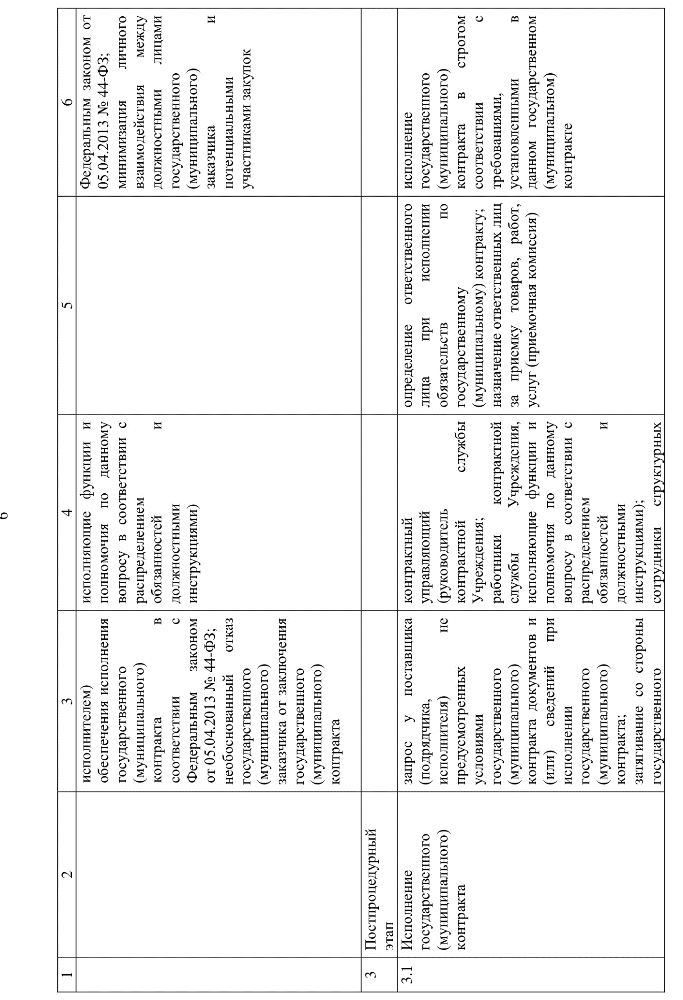 6
1
2
3
4
5
6
исполнителем)
обеспечения исполнения
государственного
(муниципального)
контракта в
соответствии с
Федеральным законом
от 05.04.2013 № 44-ФЗ;
необоснованный отказ
государственного
(муниципального)
заказчика от заключения
государственного
(муниципального)
контракта
исполняющие функции и
полномочия по данному
вопросу в соответствии с
распределением
обязанностей и
должностными
инструкциями)
Федеральным законом от
05.04.2013 № 44-ФЗ;
минимизация личного
взаимодействия между
должностными лицами
государственного
(муниципального)
заказчика и
потенциальными
участниками закупок
3
Постпроцедурный
этап
3.1
Исполнение
государственного
(муниципального)
контракта
запрос у поставщика
(подрядчика,
исполнителя) не
предусмотренных
условиями
государственного
(муниципального)
контракта документов и
(или) сведений при
исполнении
государственного
(муниципального)
контракта;
затягивание со стороны
государственного
контрактный
управляющий
(руководитель
контрактной службы
Учреждения;
работники контрактной
службы Учреждения,
исполняющие функции и
полномочия по данному
вопросу в соответствии с
распределением
обязанностей и
должностными
инструкциями);
сотрудники структурных
определение ответственного
лица при исполнении
обязательств по
государственному
(муниципальному) контракту;
назначение ответственных лиц
за приемку товаров, работ,
услуг (приемочная комиссия)
исполнение
государственного
(муниципального)
контракта в строгом
соответствии с
требованиями,
установленными в
данном государственном
(муниципальном)
контракте